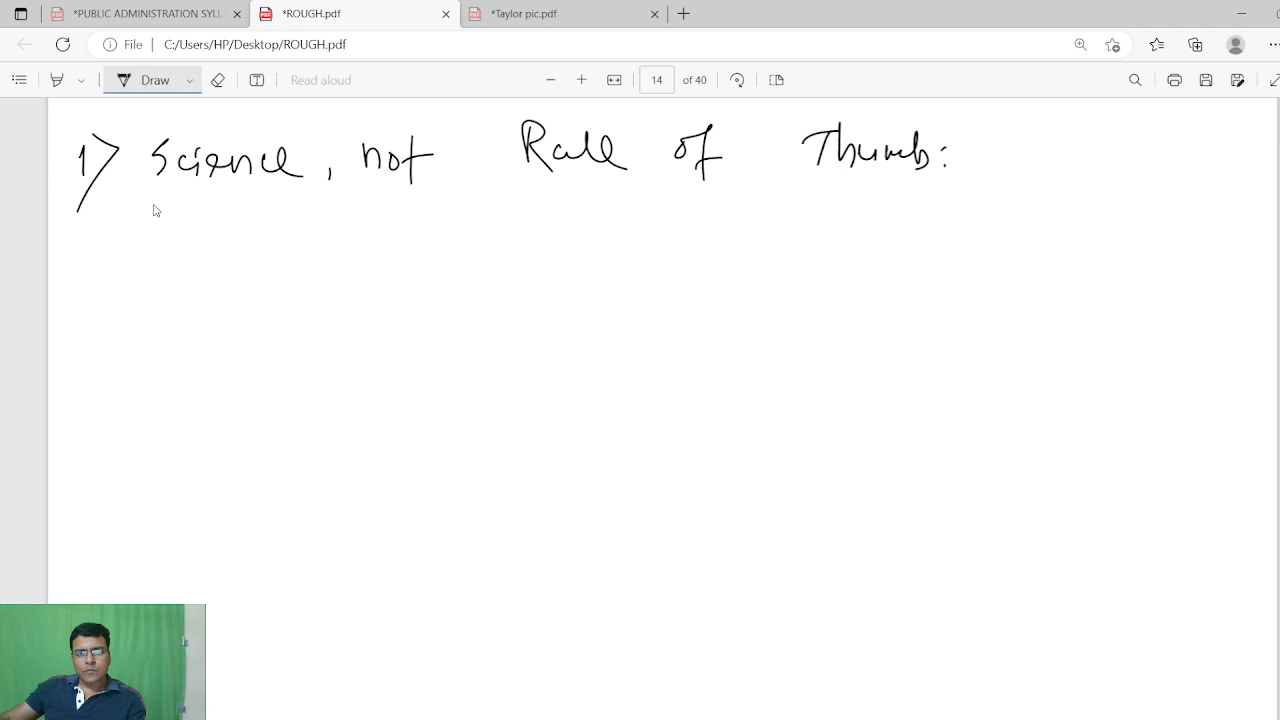 *PUBLIC ADMINISTRATION SYLL
*ROUGH.pdf
*Taylor pic.pdf
File
C:/Users/HP/Desktop/ROUGH.pdf
Draw
Read aloud
14 of 40
1) Science, not Rule of Thumb: